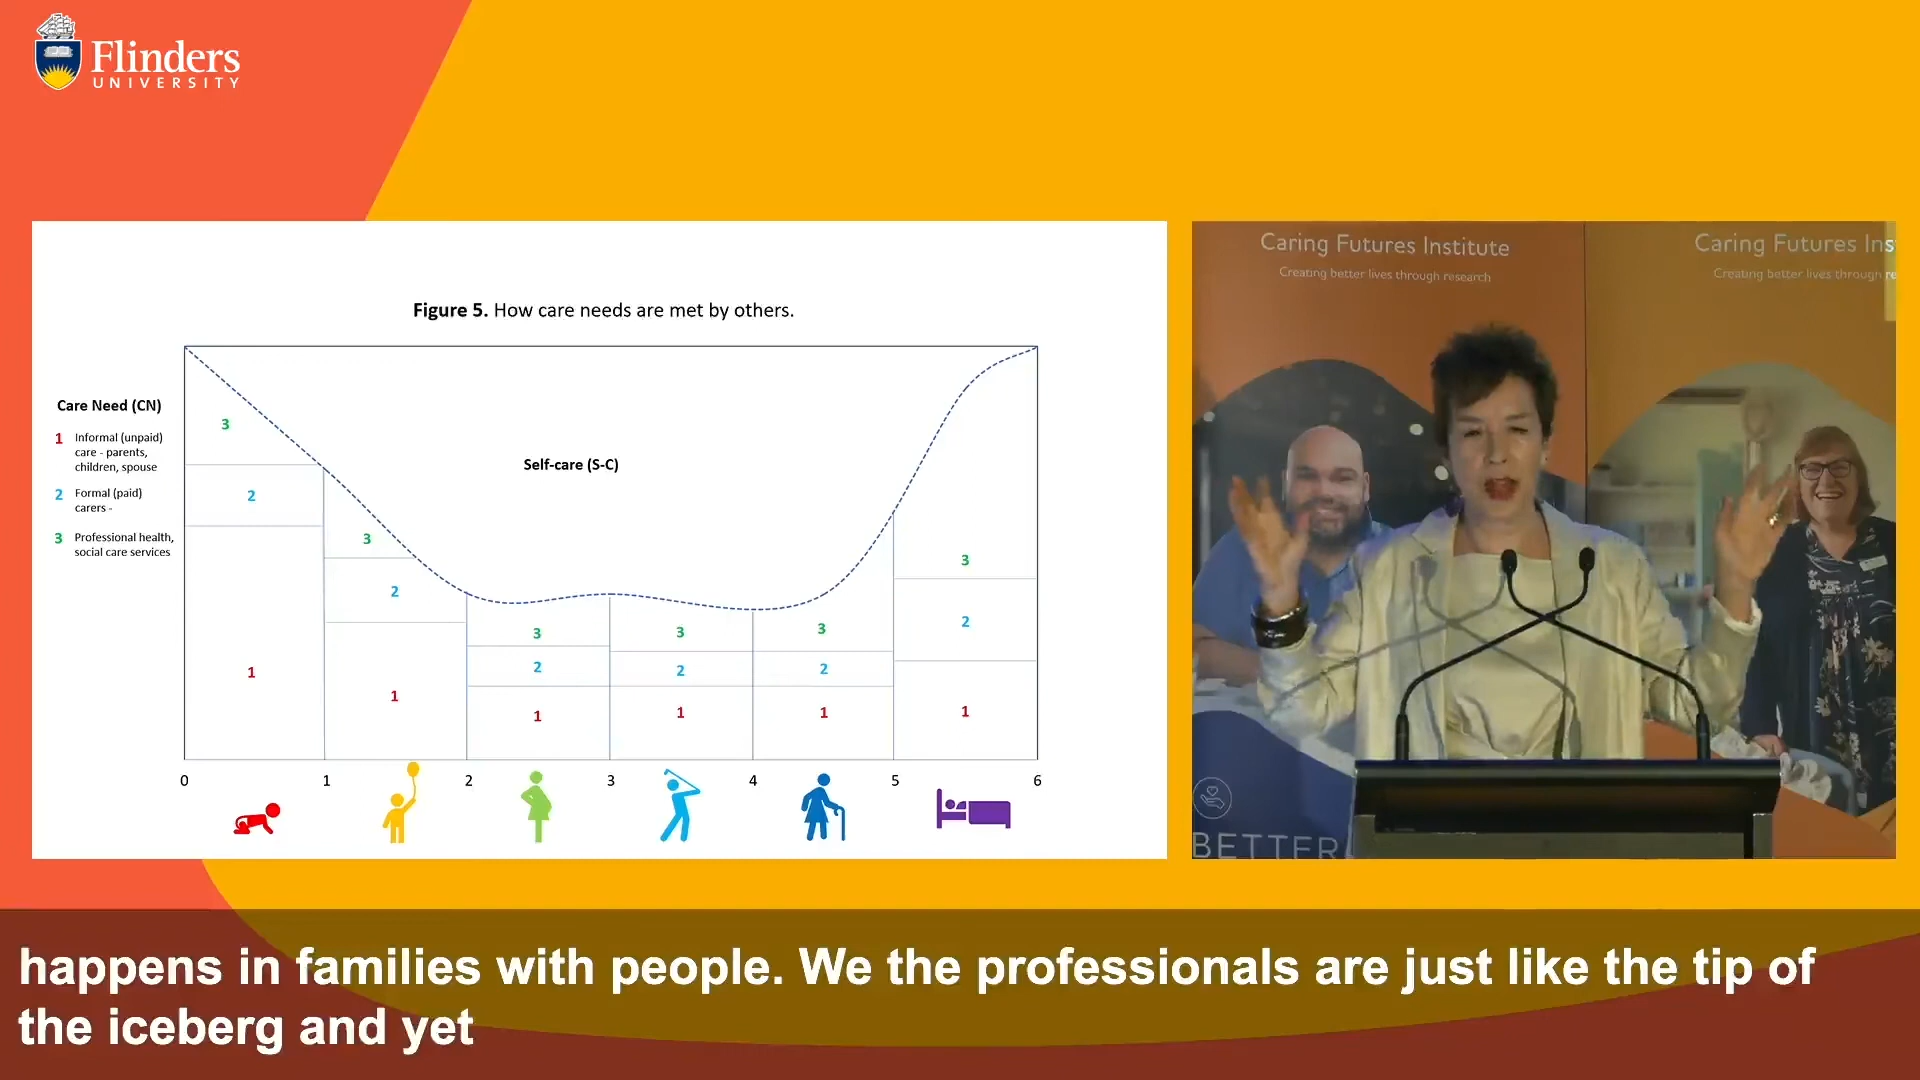 Flinders
UNIVERSITY
Figure 5. How care needs are met by others.
Care Need (CN)
1 Informal (unpaid)
care - parents,
children, spouse
2 Formal (paid)
carers -
3 Professional health,
social care services
Self-care (S-C)
3
2
1
3
2
1
3
2
1
3
2
1
3
2
1
3
2
1
0 1 2 3 4 5 6
Caring Futures Institute
Creating better lives through research
Caring Futures Ins
Creating better lives through re
BETTER
happens in families with people. We the professionals are just like the tip of
the iceberg and yet